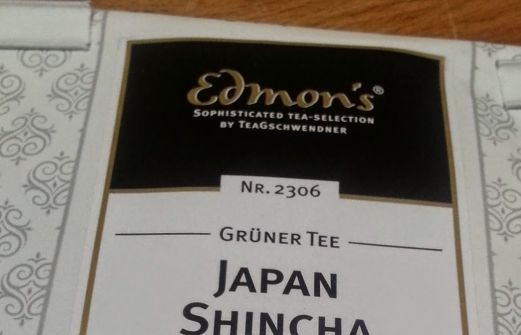 Edmon's®
SOPHISTICATED TEA-SELECTION
BY TEAGSCHWENDNER
NR. 2306
GRÜNER TEE
JAPAN
SHINCHA